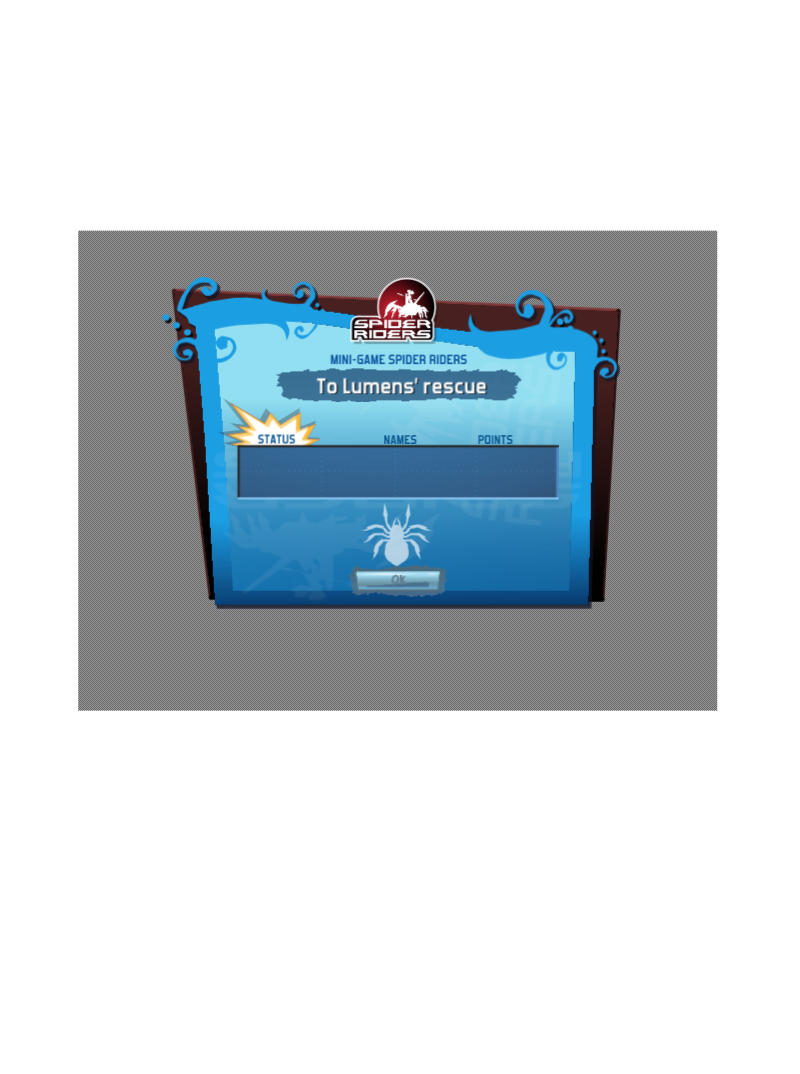 SPIDER
RIDERS
MINI-GAME SPIDER RIDERS
To Lumens' rescue
STATUS NAMES POINTS
Ok